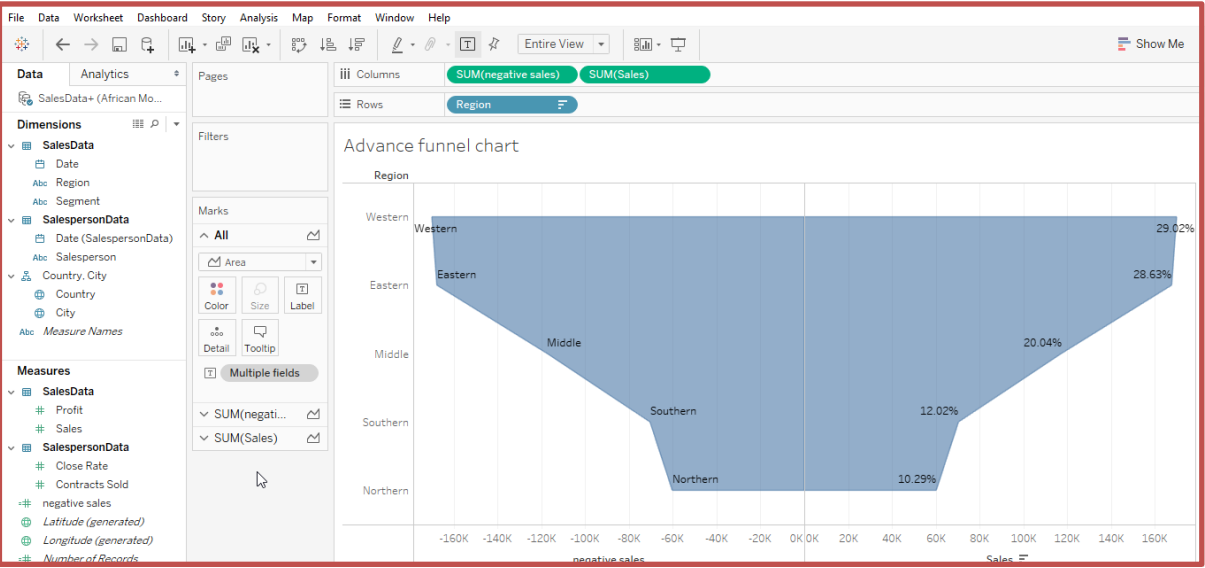 File Data Worksheet Dashboard Story Analysis Map Format Window Help
Entire View
Show Me
Data Analytics
SalesData+ (African Mo...
Dimensions
SalesData
Date
Abc Region
Abc Segment
SalespersonData
Date (SalespersonData)
Abc Salesperson
Country, City
Country
City
Abc Measure Names
Measures
SalesData
# Profit
# Sales
SalespersonData
# Close Rate
# Contracts Sold
=# negative sales
Latitude (generated)
Longitude (generated)
=# Number of Records
Pages
Filters
Marks
All
Area
Color Size T Label
Detail Tooltip
T Multiple fields
SUM(negati...
SUM(Sales)
iii Columns SUM(negative sales) SUM(Sales)
Rows Region
Advance funnel chart
Region
Western Western 29.02%
Eastern Eastern 28.63%
Middle Middle 20.04%
Southern Southern 12.02%
Northern Northern 10.29%
-160K -140K -120K -100K -80K -60K -40K -20K 0K 0K 20K 40K 60K 80K 100K 120K 140K 160K
negative sales Sales